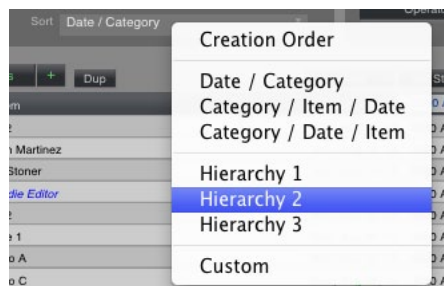 Sort Date / Category
Creation Order
+ Dup
Date / Category
Category / Item / Date
Category / Date / Item
Martinez
Stoner
die Editor
Hierarchy 1
Hierarchy 2
Hierarchy 3
Custom